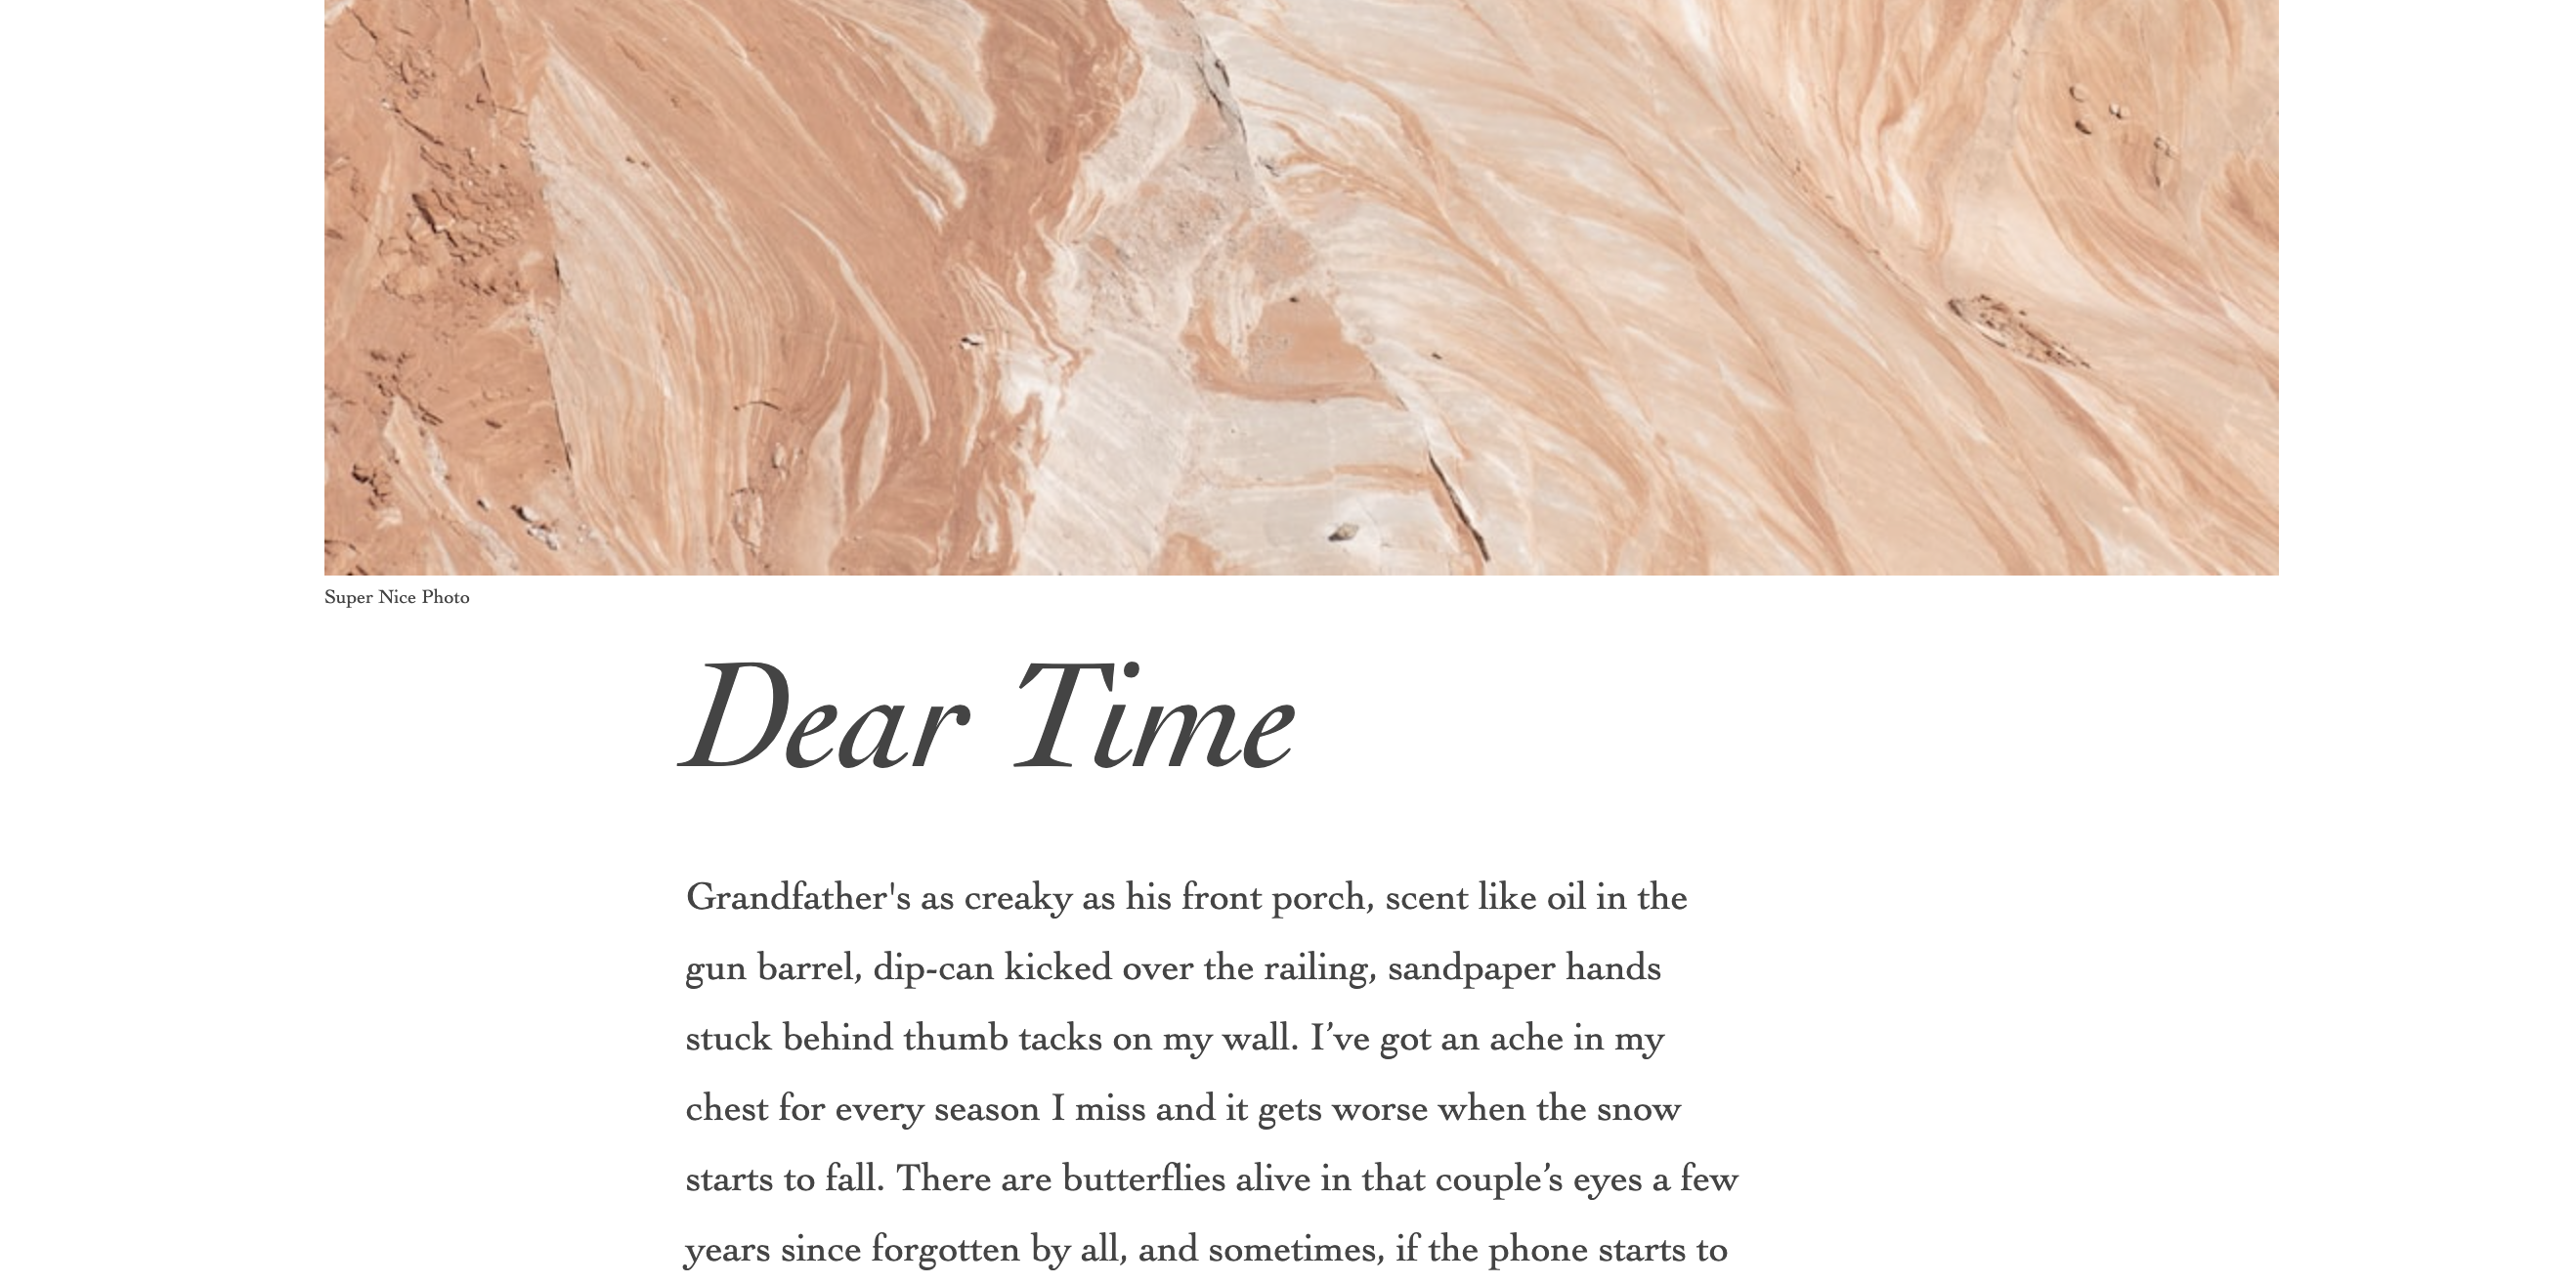 Super Nice Photo
Dear Time
Grandfather's as creaky as his front porch, scent like oil in the
gun barrel, dip-can kicked over the railing, sandpaper hands
stuck behind thumb tacks on my wall. I’ve got an ache in my
chest for every season I miss and it gets worse when the snow
starts to fall. There are butterflies alive in that couple’s eyes a few
years since forgotten by all, and sometimes, if the phone starts to